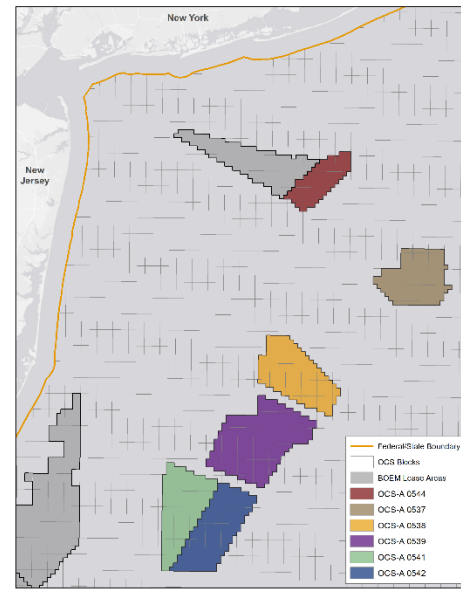 New York
New
Jersey
Federal/State Boundary
OCS Blocks
BOEM Lease Areas
OCS-A 0544
OCS-A 0537
OCS-A 0538
OCS-A 0539
OCS-A 0541
OCS-A 0542